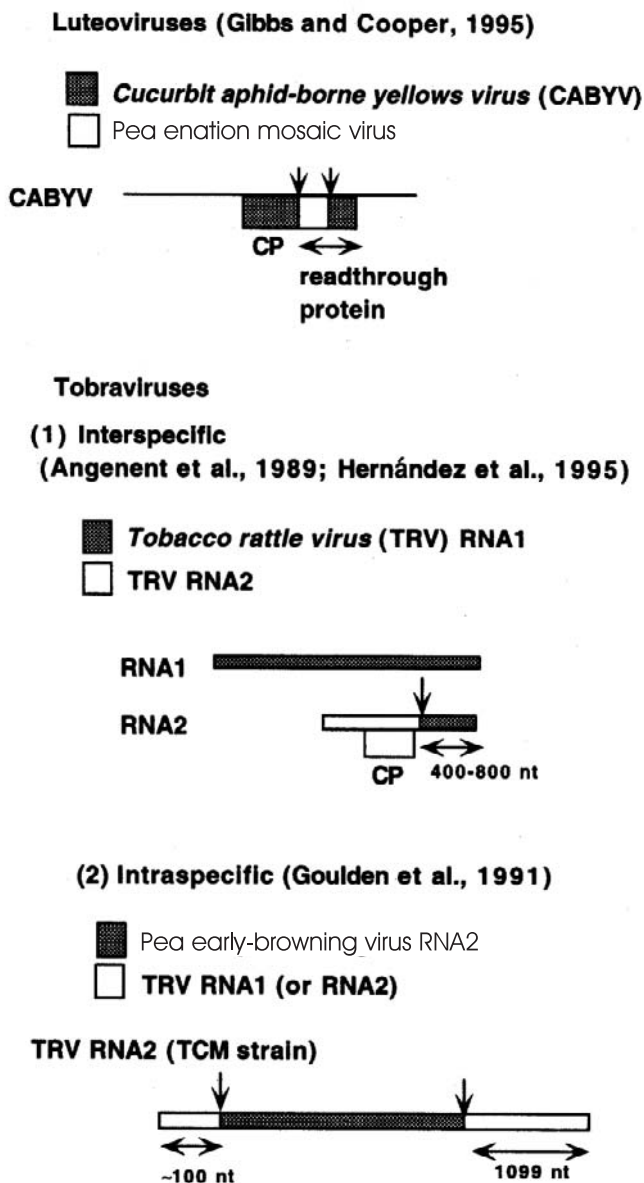 Luteoviruses (Gibbs and Cooper, 1995)
Cucurbit aphid-borne yellows virus (CABYV)
Pea enation mosaic virus
CABYV
CP
readthrough
protein
Tobraviruses
(1) Interspecific
(Angenent et al., 1989; Hernández et al., 1995)
Tobacco rattle virus (TRV) RNA1
TRV RNA2
RNA1
RNA2
CP
400-800 nt
(2) Intraspecific (Goulden et al., 1991)
Pea early-browning virus RNA2
TRV RNA1 (or RNA2)
TRV RNA2 (TCM strain)
~100 nt
1099 nt